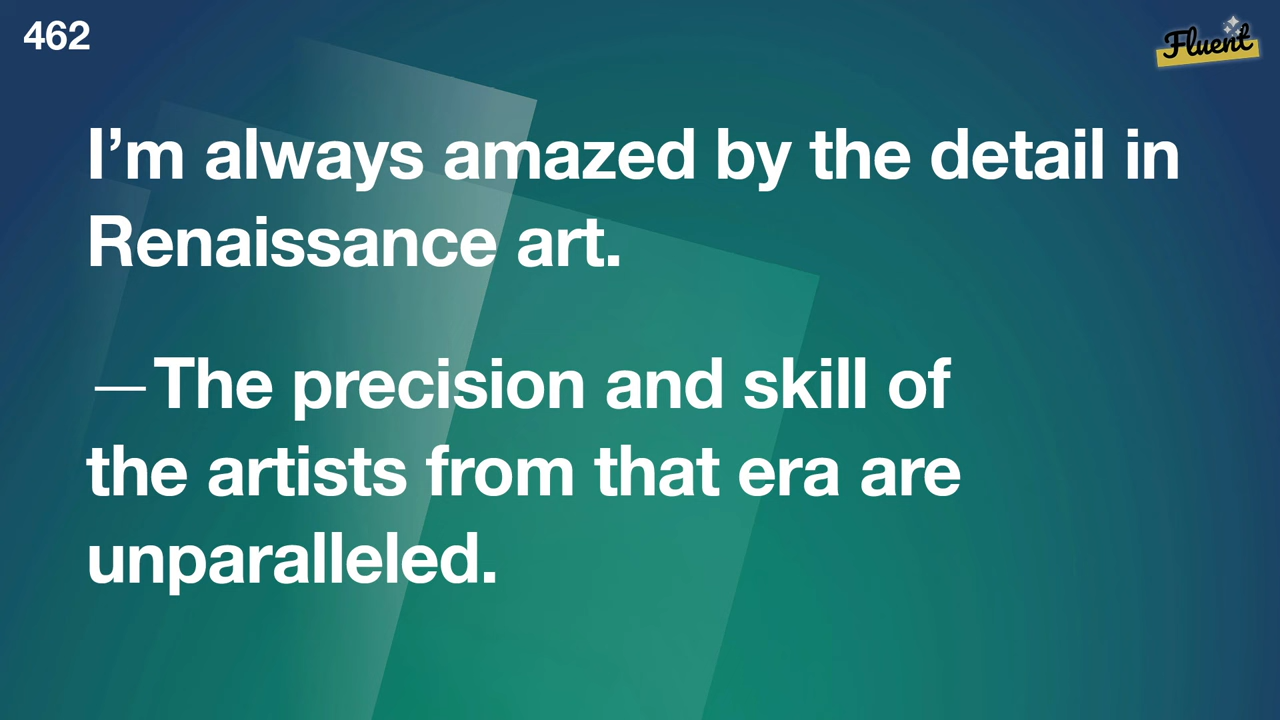 462
Fluent
I’m always amazed by the detail in
Renaissance art.
—The precision and skill of
the artists from that era are
unparalleled.